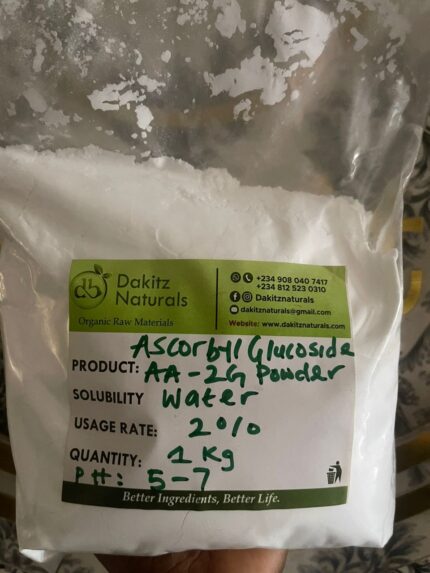 Dakitz
Naturals
Organic Raw Materials
+234 908 040 7417
+234 812 523 0310
Dakitznaturals
dakitznaturals@gmail.com
Website: www.dakitznaturals.com
Ascorbyl Glucoside
PRODUCT: AA-2G Powder
SOLUBILITY Water
USAGE RATE: 2%
QUANTITY: 1 Kg
PH: 5-7
Better Ingredients, Better Life.